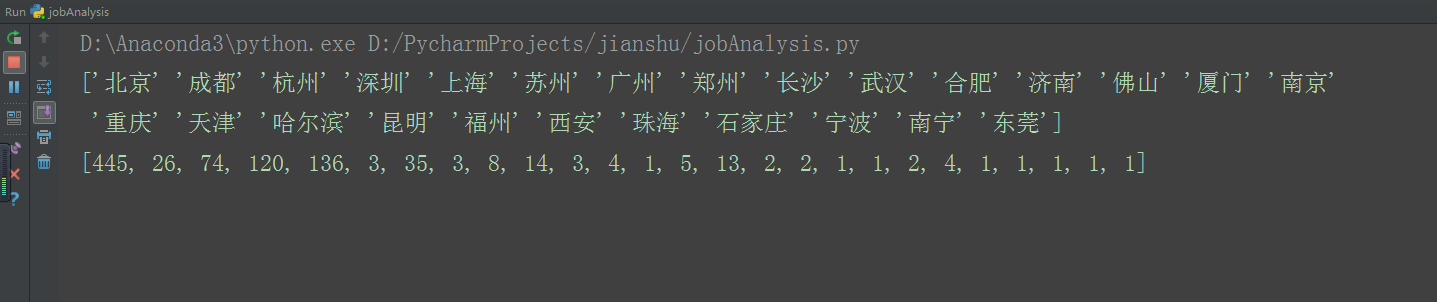 Run jobAnalysis
D:\Anaconda3\python.exe D:/PycharmProjects/jianshu/jobAnalysis.py
['北京' '成都' '杭州' '深圳' '上海' '苏州' '广州' '郑州' '长沙' '武汉' '合肥' '济南' '佛山' '厦门' '南京'
'重庆' '天津' '哈尔滨' '昆明' '福州' '西安' '珠海' '石家庄' '宁波' '南宁' '东莞']
[445, 26, 74, 120, 136, 3, 35, 3, 8, 14, 3, 4, 1, 5, 13, 2, 2, 1, 1, 2, 4, 1, 1, 1, 1, 1]